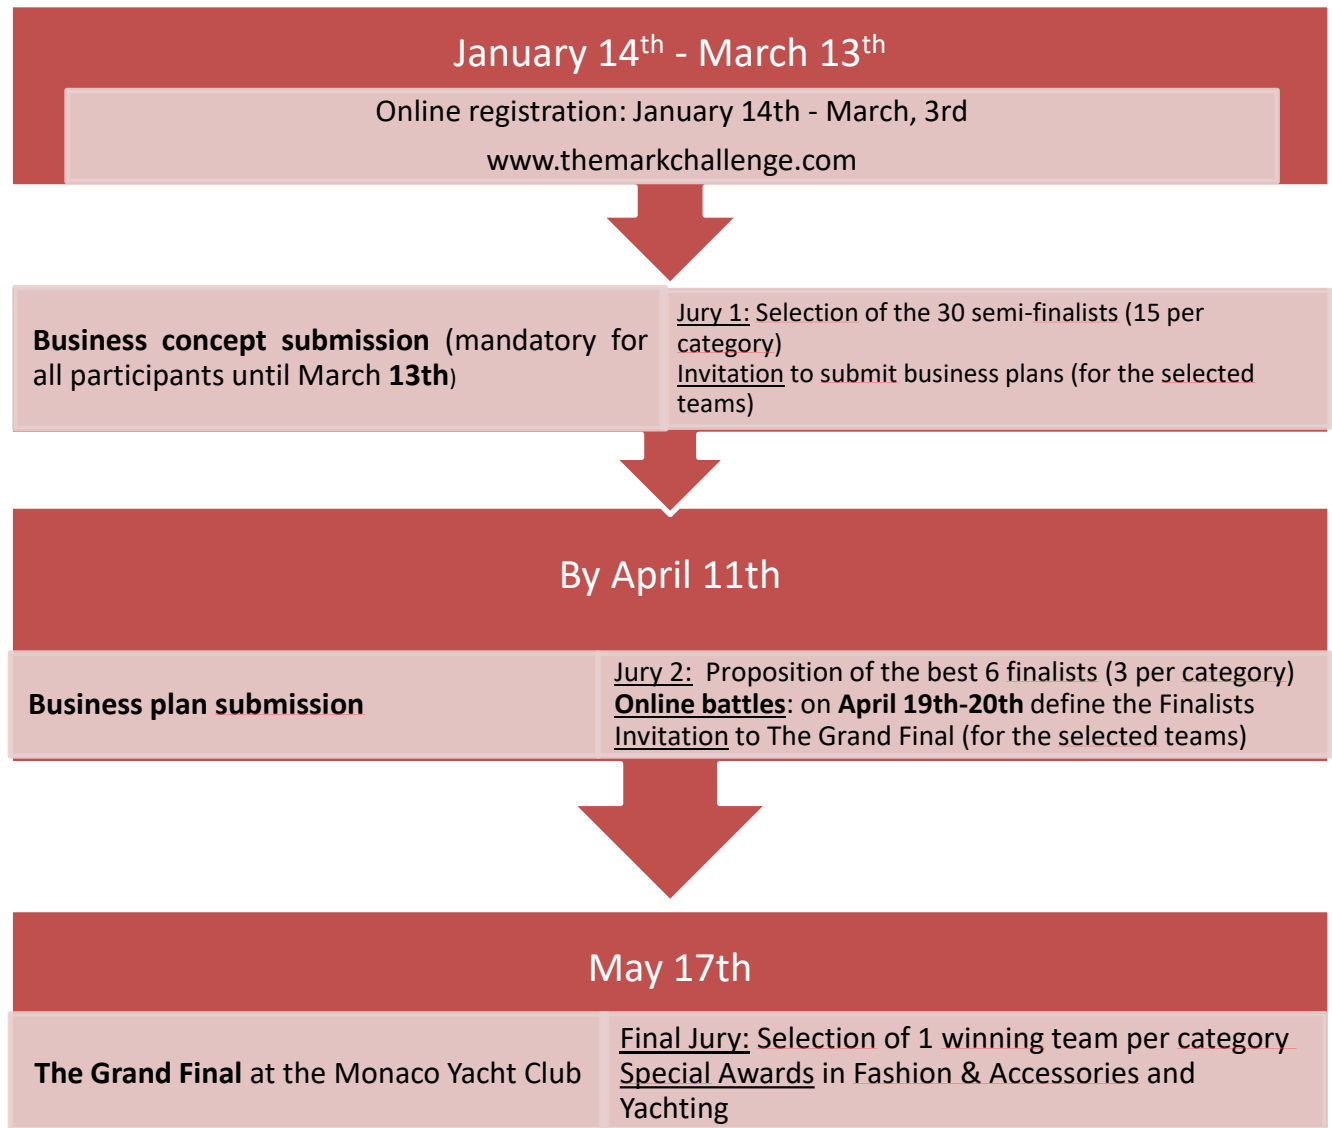 January 14th - March 13th
Online registration: January 14th - March, 3rd
www.themarkchallenge.com
Business concept submission (mandatory for
all participants until March 13th)
Jury 1: Selection of the 30 semi-finalists (15 per
category)
Invitation to submit business plans (for the selected
teams)
By April 11th
Business plan submission
Jury 2: Proposition of the best 6 finalists (3 per category)
Online battles: on April 19th-20th define the Finalists
Invitation to The Grand Final (for the selected teams)
May 17th
The Grand Final at the Monaco Yacht Club
Final Jury: Selection of 1 winning team per category
Special Awards in Fashion & Accessories and
Yachting